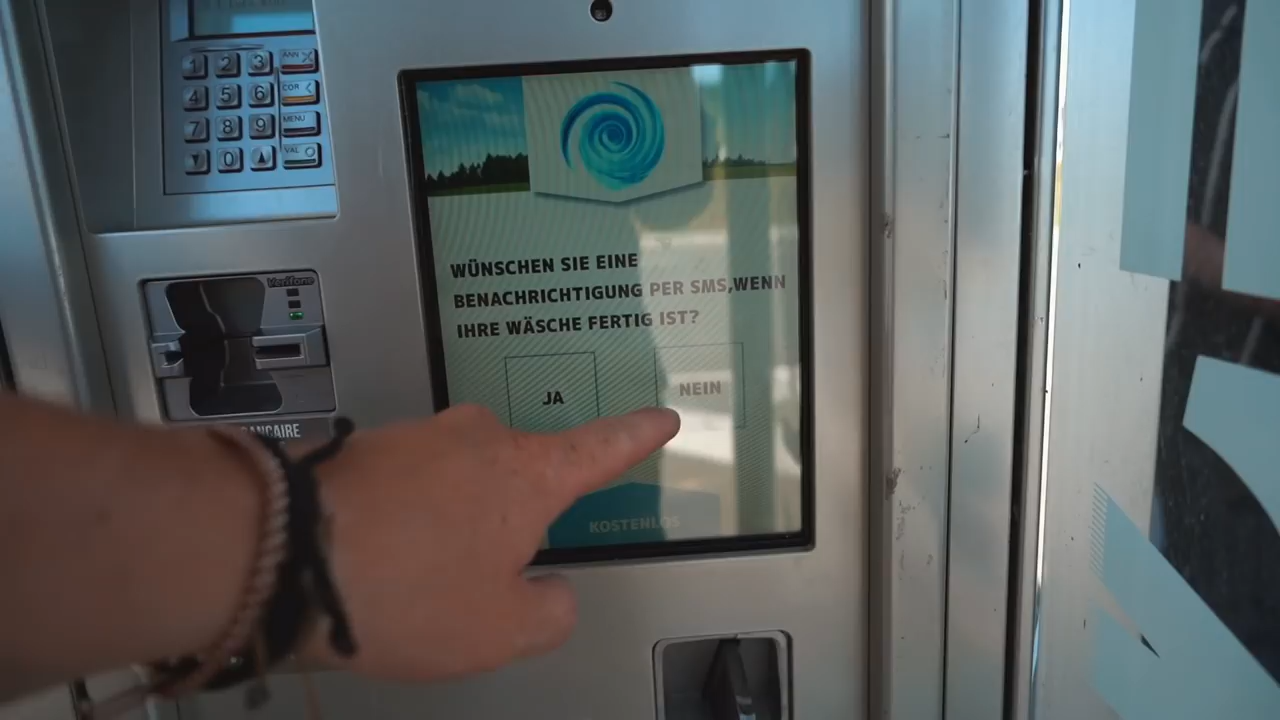 1 2 3 ANN
4 5 6 COR
7 8 9 MENU
0 VAL
Verifone
WÜNSCHEN SIE EINE
BENACHRICHTIGUNG PER SMS,WENN
IHRE WÄSCHE FERTIG IST?
JA NEIN
KOSTENLOS